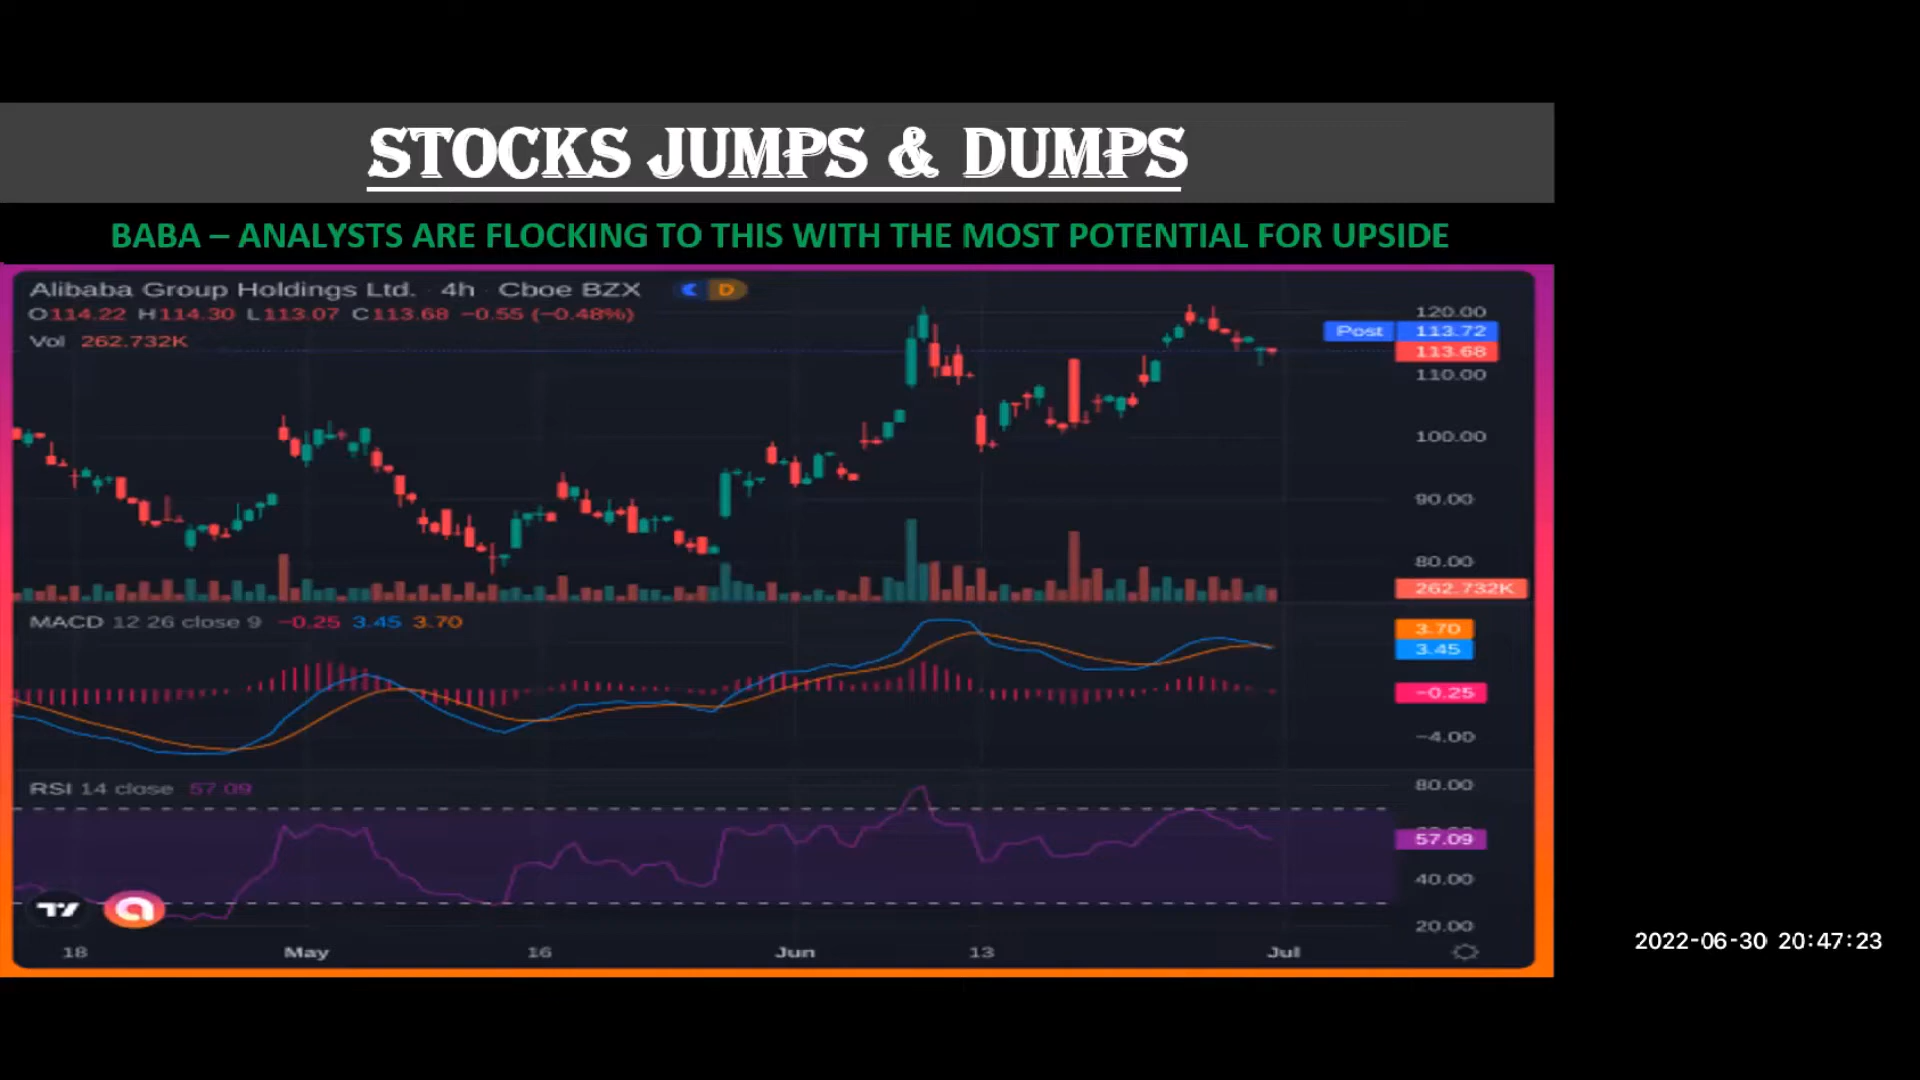 STOCKS JUMPS & DUMPS
BABA – ANALYSTS ARE FLOCKING TO THIS WITH THE MOST POTENTIAL FOR UPSIDE
Alibaba Group Holdings Ltd. · 4h · Cboe BZX D
O114.22 H114.30 L113.07 C113.68 −0.55 (−0.48%)
Vol 262.732K
120.00
Post 113.72
113.68
110.00
100.00
90.00
80.00
262.732K
MACD 12 26 close 9 −0.25 3.45 3.70
3.70
3.45
−0.25
−4.00
RSI 14 close 57.09
80.00
57.09
40.00
20.00
18 May 16 Jun 13 Jul
2022-06-30 20:47:23